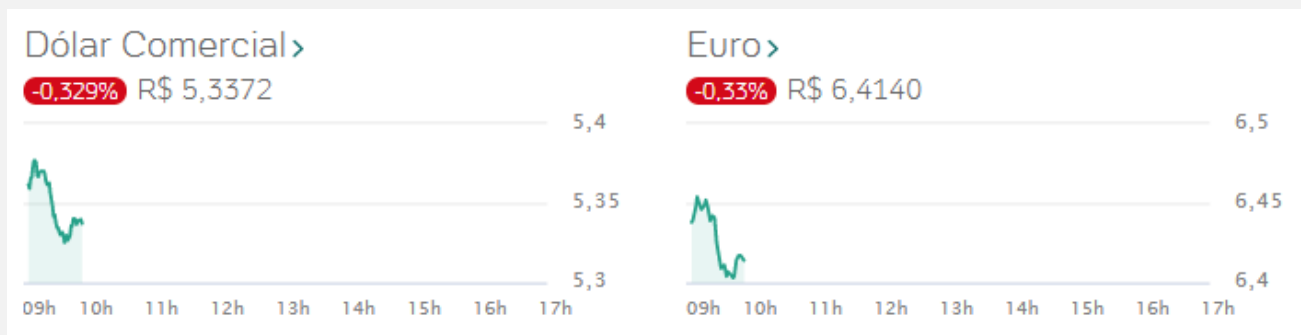 Dólar Comercial›
-0,329% R$ 5,3372
5,4
5,35
5,3
09h 10h 11h 12h 13h 14h 15h 16h 17h
Euro›
-0,33% R$ 6,4140
6,5
6,45
6,4
09h 10h 11h 12h 13h 14h 15h 16h 17h